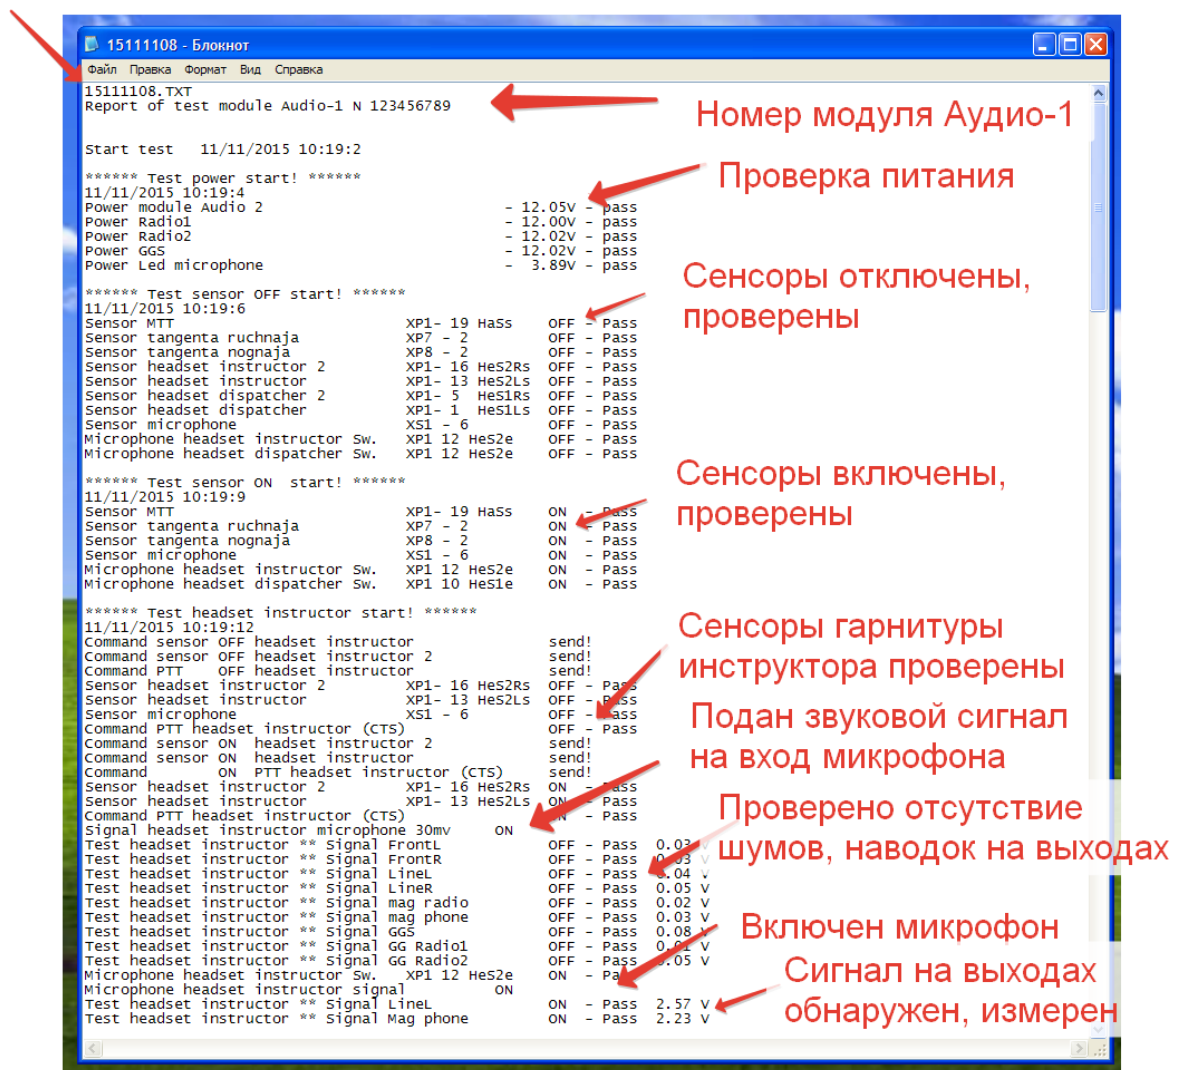 15111108 - Блокнот
Файл Правка Формат Вид Справка
15111108.TXT
Report of test module Audio-1 N 123456789
Номер модуля Аудио-1
Start test 11/11/2015 10:19:2
****** Test power start! ******
Проверка питания
11/11/2015 10:19:4
Power module Audio 2 - 12.05V - pass
Power Radio1 - 12.00V - pass
Power Radio2 - 12.02V - pass
Power GGS - 12.02V - pass
Power Led microphone - 3.89V - pass
Сенсоры отключены,
проверены
****** Test sensor OFF start! ******
11/11/2015 10:19:6
Sensor MTT XP1- 19 HaSs OFF - Pass
Sensor tangenta ruchnaja XP7 - 2 OFF - Pass
Sensor tangenta nognaja XP8 - 2 OFF - Pass
Sensor headset instructor 2 XP1- 16 HeS2Rs OFF - Pass
Sensor headset instructor XP1- 13 HeS2Ls OFF - Pass
Sensor headset dispatcher 2 XP1- 5 HeS1Rs OFF - Pass
Sensor headset dispatcher XP1- 1 HeS1Ls OFF - Pass
Sensor microphone XS1 - 6 OFF - Pass
Microphone headset instructor Sw. XP1 12 HeS2e OFF - Pass
Microphone headset dispatcher Sw. XP1 12 HeS2e OFF - Pass
Сенсоры включены,
проверены
****** Test sensor ON start! ******
11/11/2015 10:19:9
Sensor MTT XP1- 19 HaSs ON - Pass
Sensor tangenta ruchnaja XP7 - 2 ON - Pass
Sensor tangenta nognaja XP8 - 2 ON - Pass
Sensor microphone XS1 - 6 ON - Pass
Microphone headset instructor Sw. XP1 12 HeS2e ON - Pass
Microphone headset dispatcher Sw. XP1 10 HeS1e ON - Pass
****** Test headset instructor start! ******
11/11/2015 10:19:12
Сенсоры гарнитуры
инструктора проверены
Command sensor OFF headset instructor send!
Command sensor OFF headset instructor 2 send!
Command PTT OFF headset instructor send!
Sensor headset instructor 2 XP1- 16 HeS2Rs OFF - Pass
Sensor headset instructor XP1- 13 HeS2Ls OFF - Pass
Sensor microphone XS1 - 6 OFF - Pass
Command PTT headset instructor (CTS) OFF - Pass
Подан звуковой сигнал
на вход микрофона
Command sensor ON headset instructor 2 send!
Command sensor ON headset instructor send!
Command ON PTT headset instructor (CTS) send!
Sensor headset instructor 2 XP1- 16 HeS2Rs ON - Pass
Sensor headset instructor XP1- 13 HeS2Ls ON - Pass
Command PTT headset instructor (CTS) ON - Pass
Signal headset instructor microphone 30mv ON
Проверено отсутствие
шумов, наводок на выходах
Test headset instructor ** Signal FrontL OFF - Pass 0.03
Test headset instructor ** Signal FrontR OFF - Pass 0.03 V
Test headset instructor ** Signal LineL OFF - Pass 0.04 V
Test headset instructor ** Signal LineR OFF - Pass 0.05 V
Test headset instructor ** Signal mag radio OFF - Pass 0.02 V
Test headset instructor ** Signal mag phone OFF - Pass 0.03 V
Test headset instructor ** Signal GGS OFF - Pass 0.08 V
Test headset instructor ** Signal GG Radio1 OFF - Pass 0.01 V
Test headset instructor ** Signal GG Radio2 OFF - Pass 0.05 V
Включен микрофон
Microphone headset instructor Sw. XP1 12 HeS2e ON - Pass
Microphone headset instructor signal ON
Сигнал на выходах
обнаружен, измерен
Test headset instructor ** Signal LineL ON - Pass 2.57 V
Test headset instructor ** Signal Mag phone ON - Pass 2.23 V